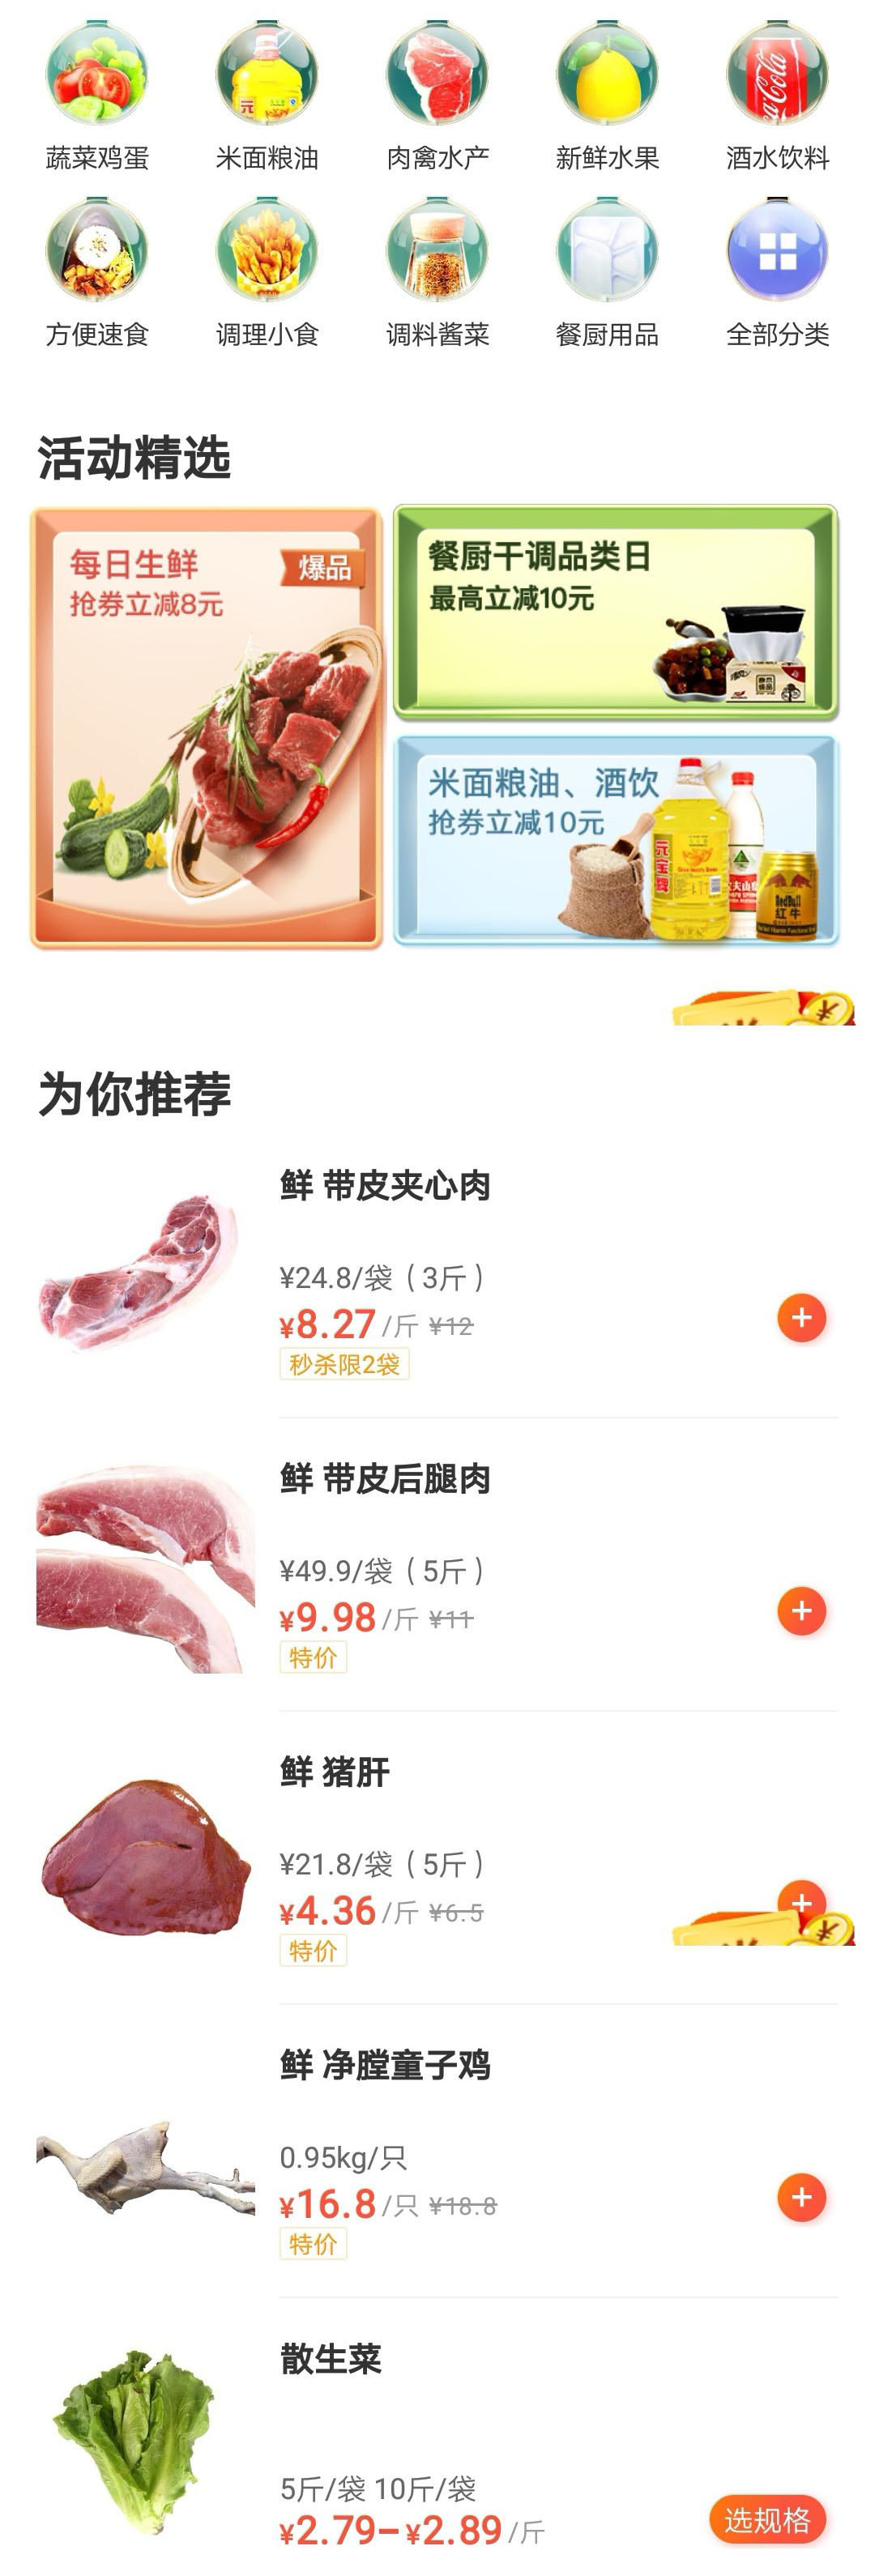 蔬菜鸡蛋 米面粮油 肉禽水产 新鲜水果 酒水饮料
方便速食 调理小食 调料酱菜 餐厨用品 全部分类
活动精选
每日生鲜
爆品
抢券立减8元
餐厨干调品类日
最高立减10元
米面粮油、酒饮
抢券立减10元
元宝牌
RedBull
红牛
为你推荐
鲜 带皮夹心肉
¥24.8/袋（3斤）
¥8.27/斤 ¥12
秒杀限2袋
鲜 带皮后腿肉
¥49.9/袋（5斤）
¥9.98/斤 ¥11
特价
鲜 猪肝
¥21.8/袋（5斤）
¥4.36/斤 ¥6.5
特价
鲜 净膛童子鸡
0.95kg/只
¥16.8/只 ¥18.8
特价
散生菜
5斤/袋 10斤/袋
¥2.79-¥2.89/斤
选规格